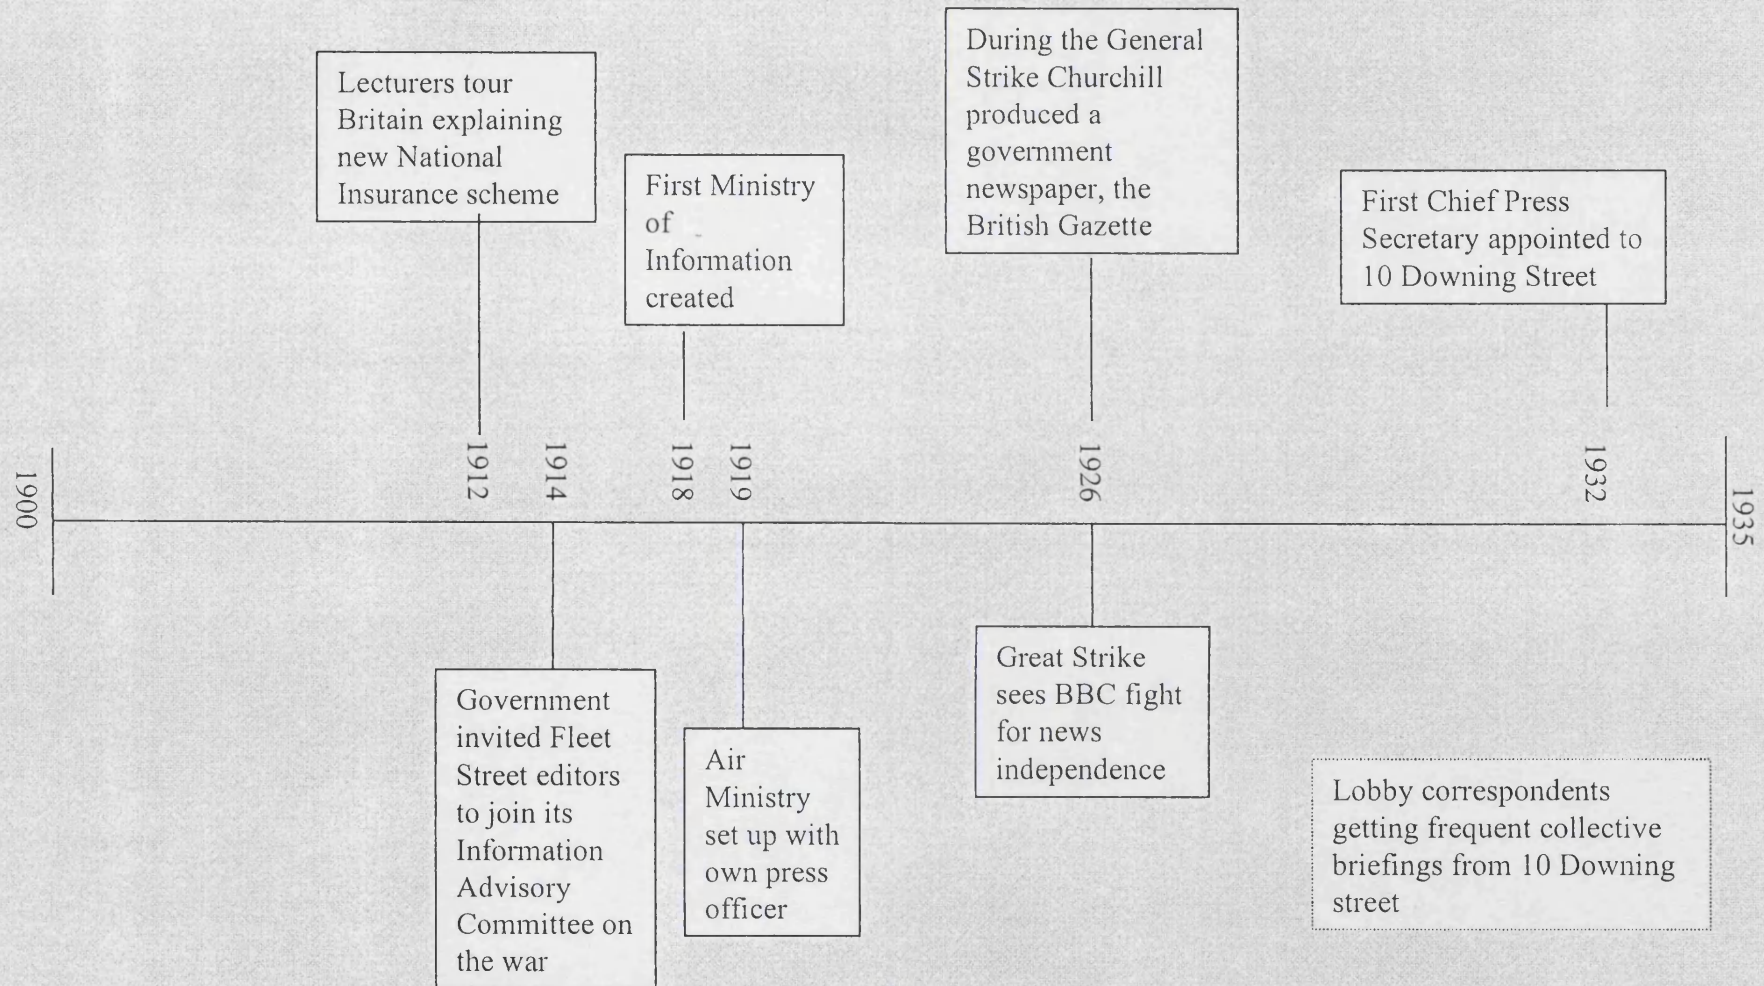 Lecturers tour
Britain explaining
new National
Insurance scheme
First Ministry
of
Information
created
During the General
Strike Churchill
produced a
government
newspaper, the
British Gazette
First Chief Press
Secretary appointed to
10 Downing Street
1900
1912
1914
1918
1919
1926
1932
1935
Government
invited Fleet
Street editors
to join its
Information
Advisory
Committee on
the war
Air
Ministry
set up with
own press
officer
Great Strike
sees BBC fight
for news
independence
Lobby correspondents
getting frequent collective
briefings from 10 Downing
street